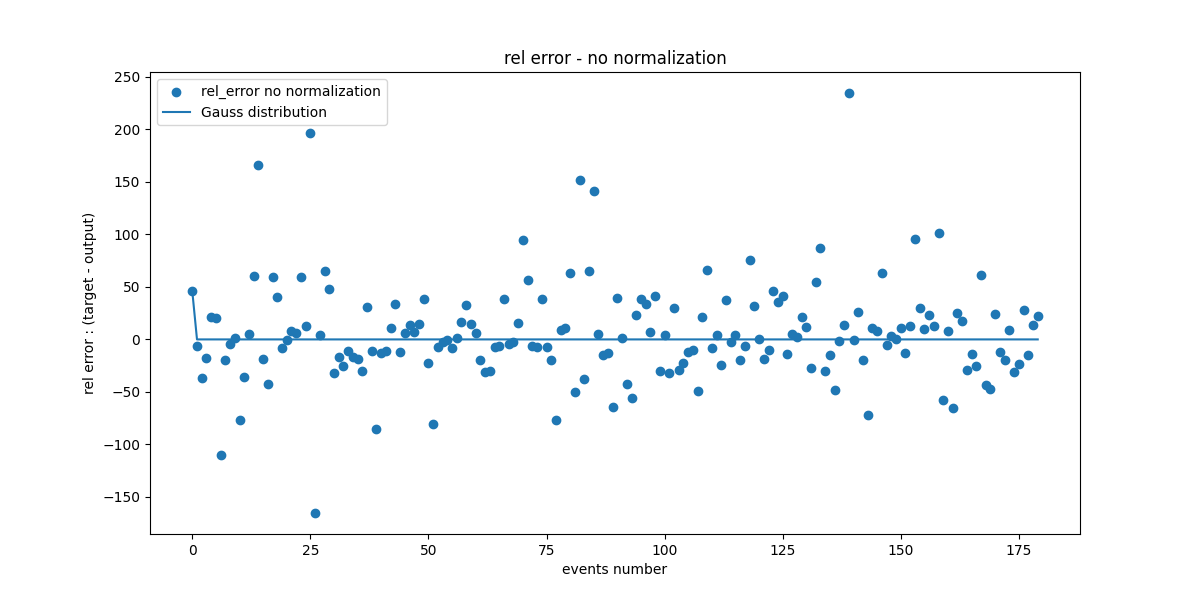 rel error - no normalization
rel_error no normalization
Gauss distribution
250
200
150
100
50
0
−50
−100
−150
rel error : (target - output)
0 25 50 75 100 125 150 175
events number